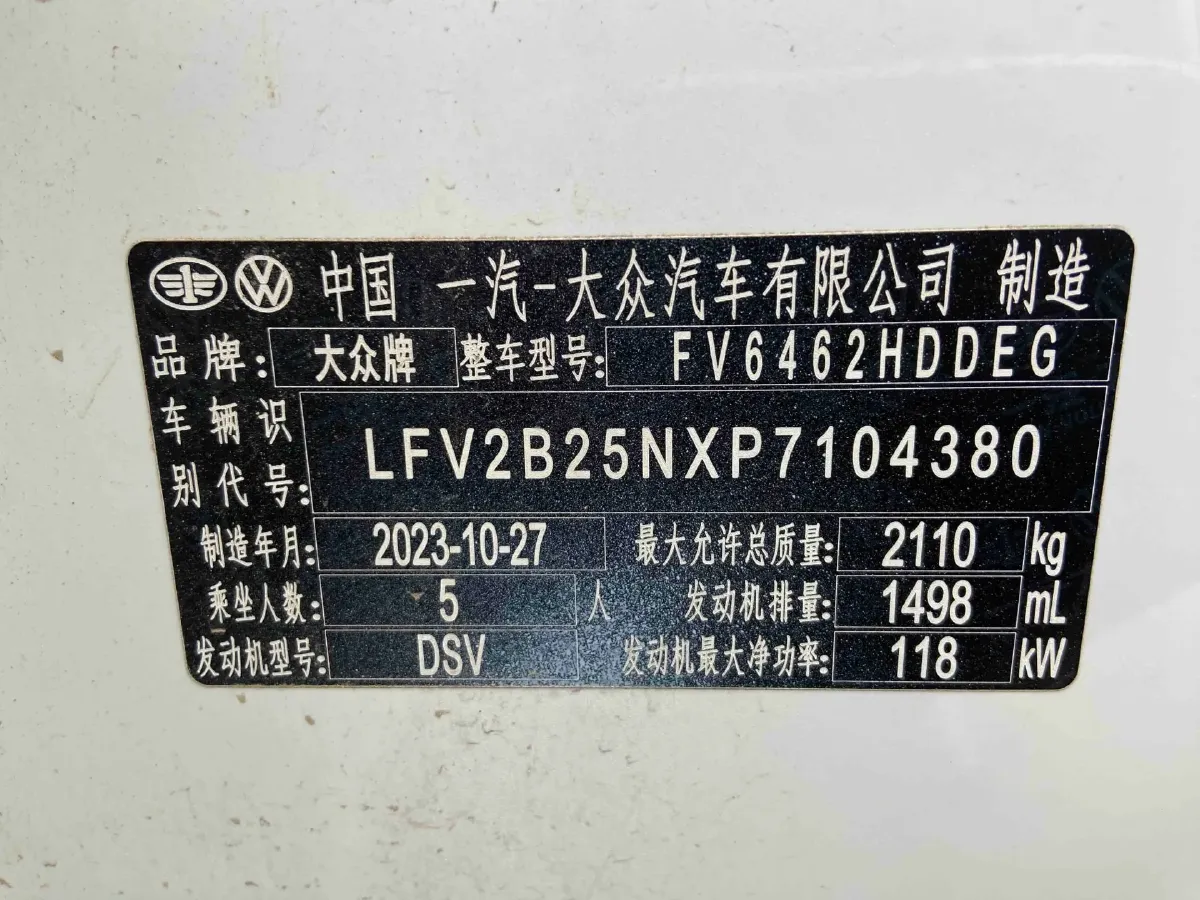 中国 一汽-大众汽车有限公司 制造
品牌: 大众牌 整车型号: FV6462HDDEG
车辆识别代号: LFV2B25NXP7104380
制造年月: 2023-10-27 最大允许总质量: 2110 kg
乘坐人数: 5 人 发动机排量: 1498 mL
发动机型号: DSV 发动机最大净功率: 118 kW